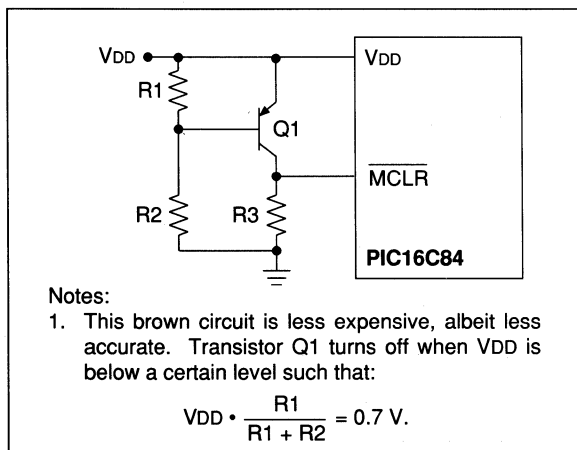 VDD VDD
R1
Q1
MCLR
R2 R3
PIC16C84
Notes:
1. This brown circuit is less expensive, albeit less
accurate. Transistor Q1 turns off when VDD is
below a certain level such that:
VDD • R1 / R1 + R2 = 0.7 V.